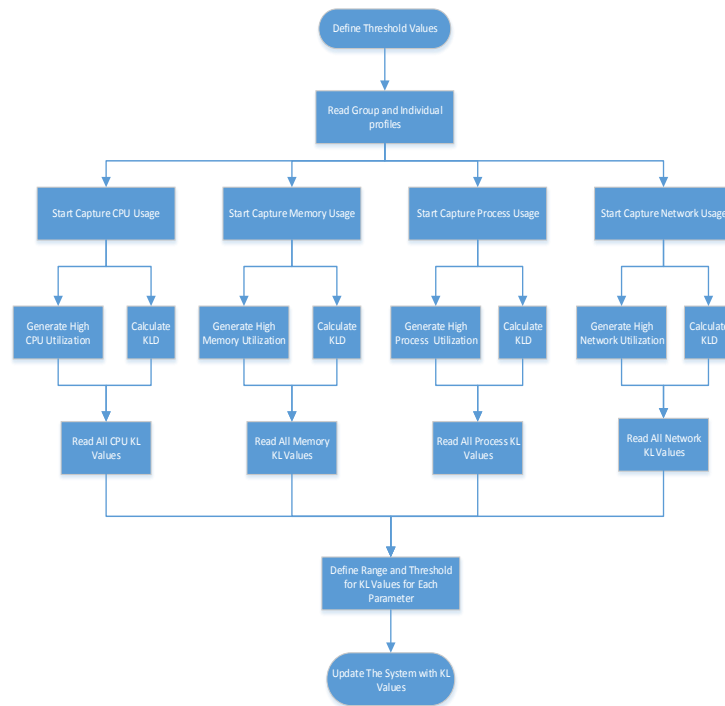 Define Threshold Values
Read Group and Individual
profiles
Start Capture CPU Usage
Start Capture Memory Usage
Start Capture Process Usage
Start Capture Network Usage
Generate High
CPU Utilization
Calculate
KLD
Generate High
Memory Utilization
Calculate
KLD
Generate High
Process Utilization
Calculate
KLD
Generate High
Network Utilization
Calculate
KLD
Read All CPU KL
Values
Read All Memory
KL Values
Read All Process KL
Values
Read All Network
KL Values
Define Range and Threshold
for KL Values for Each
Parameter
Update The System with KL
Values